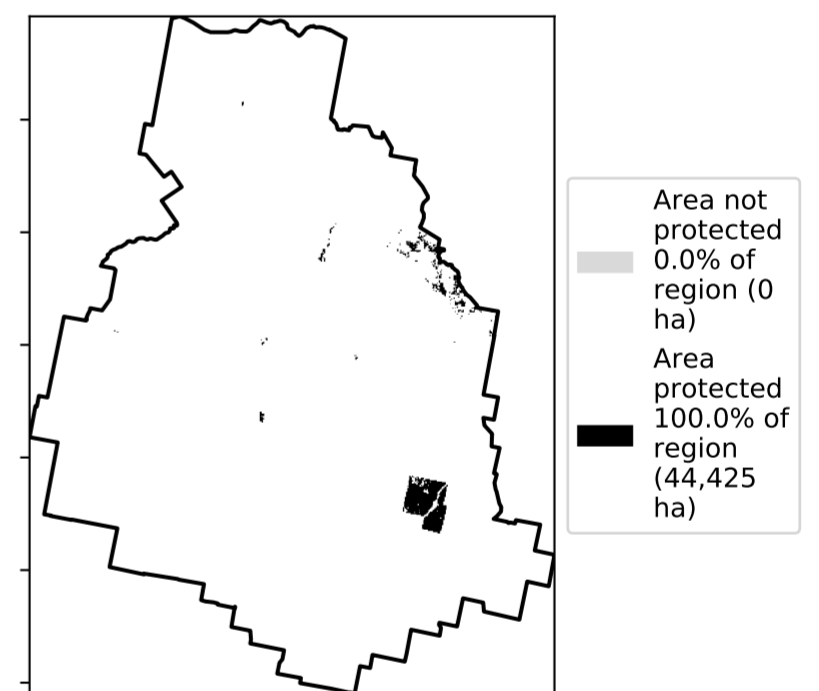 Area not
protected
0.0% of
region (0
ha)
Area
protected
100.0% of
region
(44,425
ha)